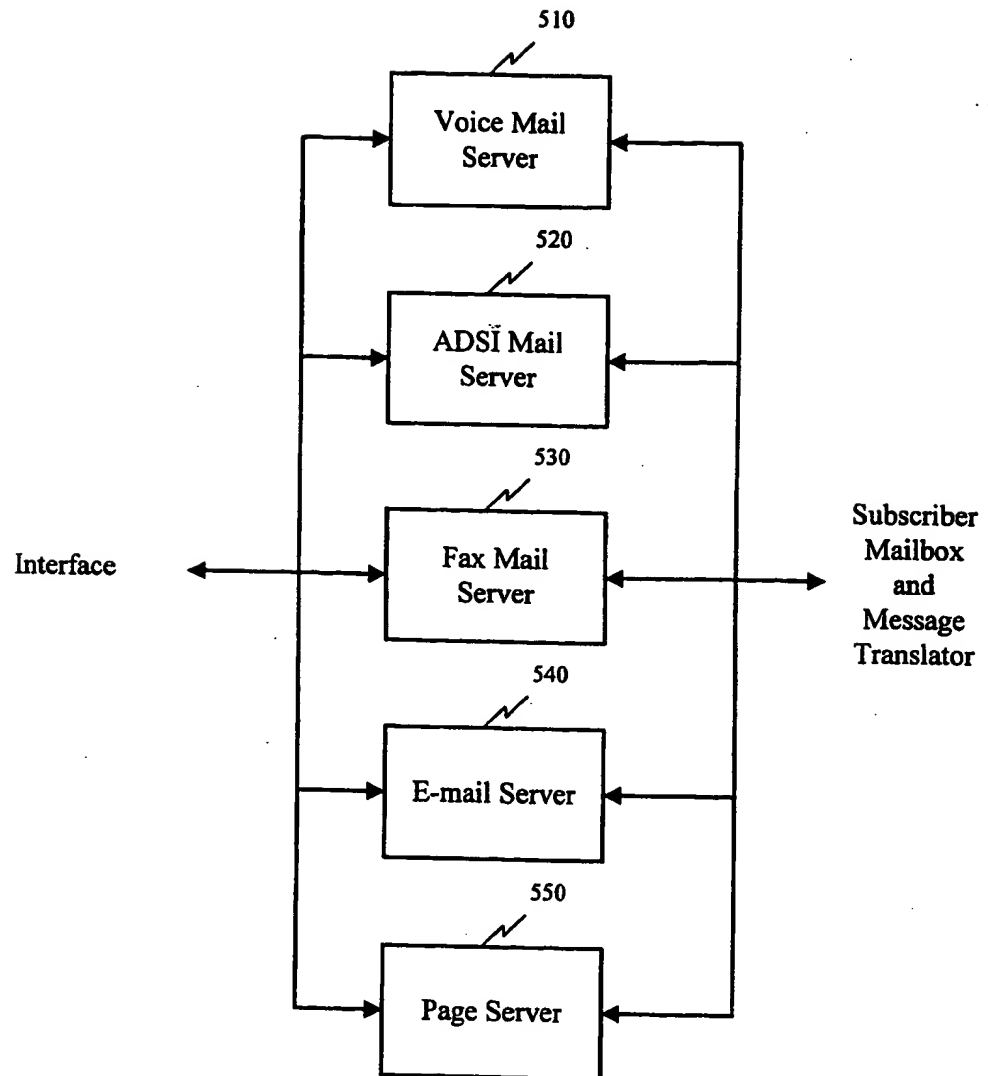 510
Voice Mail
Server
520
ADSI Mail
Server
530
Fax Mail
Server
Interface
Subscriber
Mailbox
and
Message
Translator
540
E-mail Server
550
Page Server